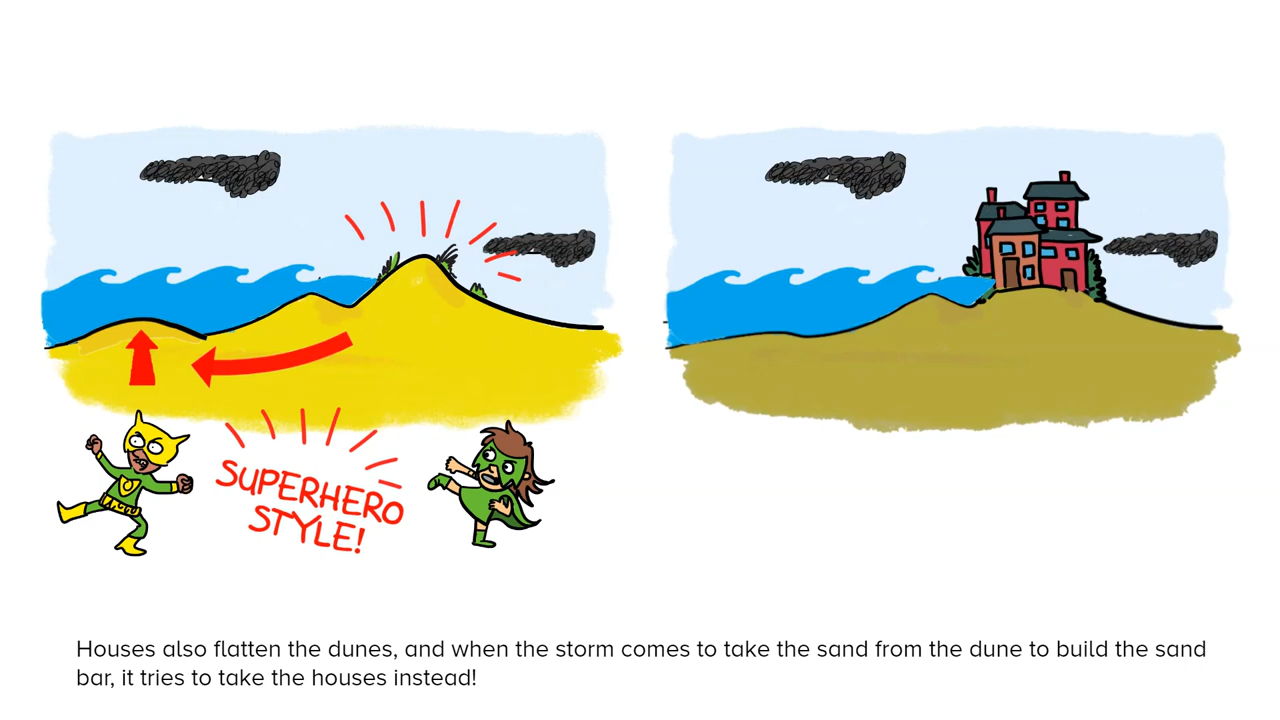 SUPERHERO
STYLE!
Houses also flatten the dunes, and when the storm comes to take the sand from the dune to build the sand
bar, it tries to take the houses instead!